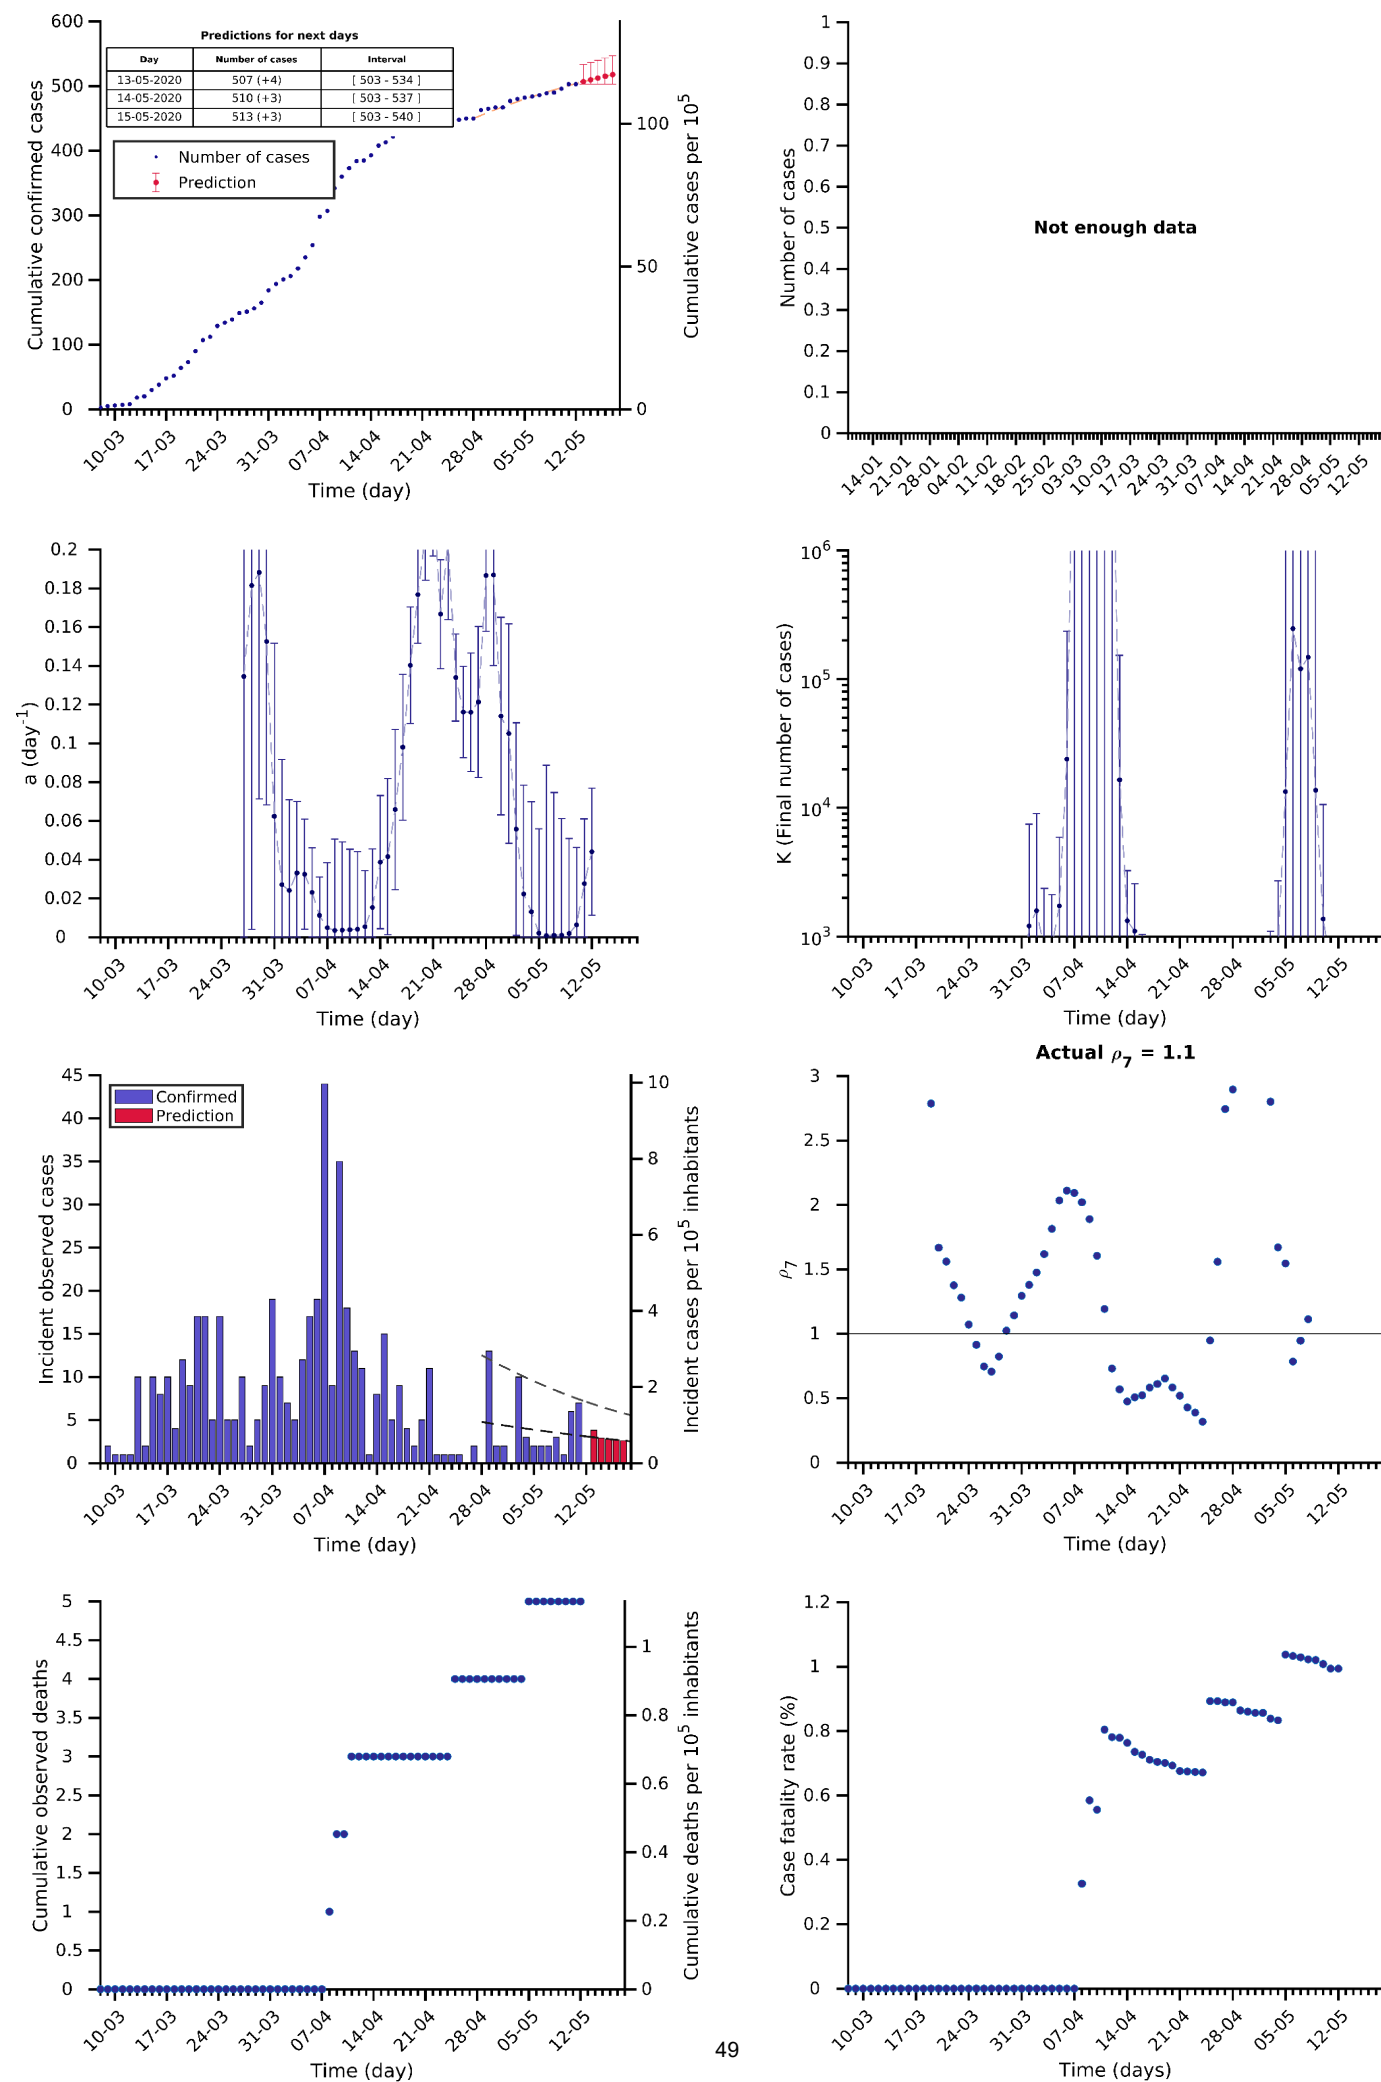 Predictions for next days
Day Number of cases Interval
13-05-2020 507 (+4) [ 503 - 534 ]
14-05-2020 510 (+3) [ 503 - 537 ]
15-05-2020 513 (+3) [ 503 - 540 ]
Number of cases
Prediction
Cumulative confirmed cases
600
500
400
300
200
100
0
Cumulative cases per 10^5
100
50
0
10-03 17-03 24-03 31-03 07-04 14-04 21-04 28-04 05-05 12-05
Time (day)
Number of cases
1
0.9
0.8
0.7
0.6
0.5
0.4
0.3
0.2
0.1
0
Not enough data
14-01 21-01 28-01 04-02 11-02 18-02 25-02 03-03 10-03 17-03 24-03 31-03 07-04 14-04 21-04 28-04 05-05 12-05
a (day^-1)
0.2
0.18
0.16
0.14
0.12
0.1
0.08
0.06
0.04
0.02
0
10-03 17-03 24-03 31-03 07-04 14-04 21-04 28-04 05-05 12-05
Time (day)
K (Final number of cases)
10^6
10^5
10^4
10^3
10-03 17-03 24-03 31-03 07-04 14-04 21-04 28-04 05-05 12-05
Time (day)
Incident observed cases
45
40
35
30
25
20
15
10
5
0
Confirmed
Prediction
Incident cases per 10^5 inhabitants
10
8
6
4
2
0
10-03 17-03 24-03 31-03 07-04 14-04 21-04 28-04 05-05 12-05
Time (day)
Actual ρ7 = 1.1
ρ7
3
2.5
2
1.5
1
0.5
0
10-03 17-03 24-03 31-03 07-04 14-04 21-04 28-04 05-05 12-05
Time (day)
Cumulative observed deaths
5
4.5
4
3.5
3
2.5
2
1.5
1
0.5
0
Cumulative deaths per 10^5 inhabitants
1
0.8
0.6
0.4
0.2
0
10-03 17-03 24-03 31-03 07-04 14-04 21-04 28-04 05-05 12-05
Time (day)
Case fatality rate (%)
1.2
1
0.8
0.6
0.4
0.2
0
10-03 17-03 24-03 31-03 07-04 14-04 21-04 28-04 05-05 12-05
Time (days)
49